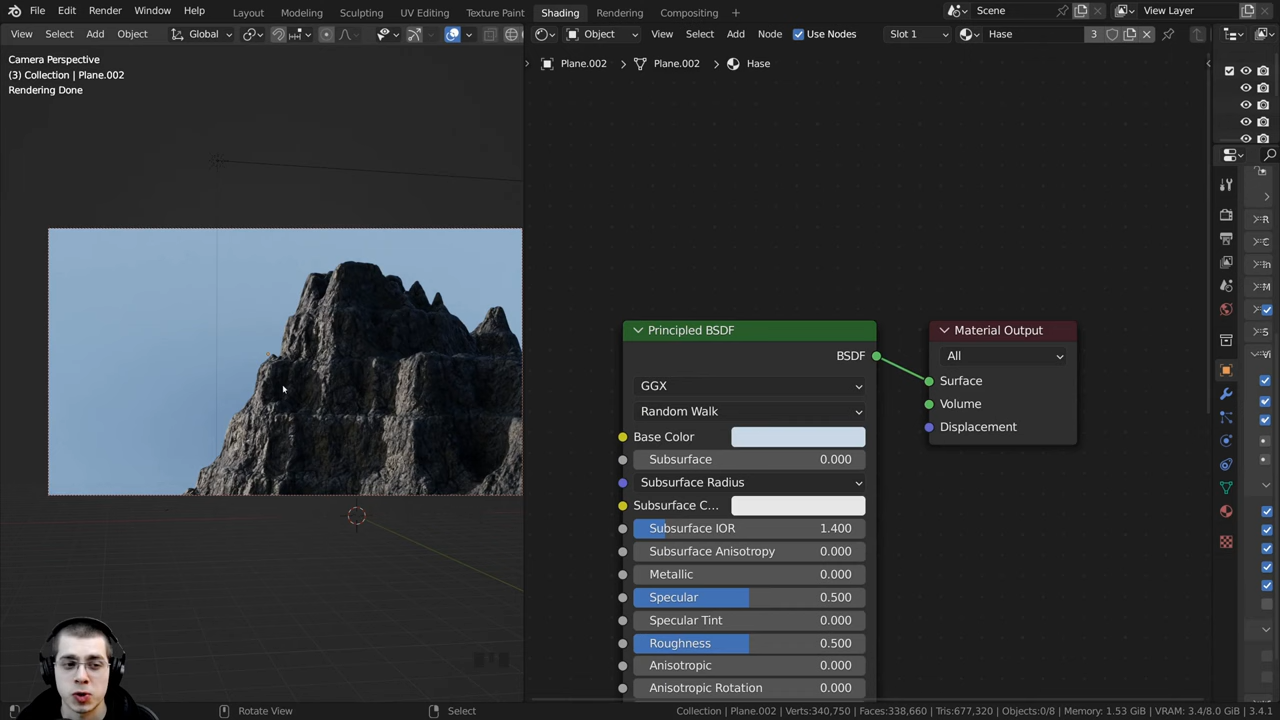 File Edit Render Window Help Layout Modeling Sculpting UV Editing Texture Paint Shading Rendering Compositing + Scene View Layer
View Select Add Object Global Object View Select Add Node Use Nodes Slot 1 Hase 3
Camera Perspective
(3) Collection | Plane.002
Rendering Done
Plane.002 > Plane.002 > Hase
Principled BSDF
BSDF
GGX
Random Walk
Base Color
Subsurface 0.000
Subsurface Radius
Subsurface C...
Subsurface IOR 1.400
Subsurface Anisotropy 0.000
Metallic 0.000
Specular 0.500
Specular Tint 0.000
Roughness 0.500
Anisotropic 0.000
Anisotropic Rotation 0.000
Material Output
All
Surface
Volume
Displacement
R
C
In
M
S
Vi
Rotate View Select Collection | Plane.002 | Verts:340,750 | Faces:338,660 | Tris:677,320 | Objects:0/8 | Memory: 1.53 GiB | VRAM: 3.4/8.0 GiB | 3.4.1